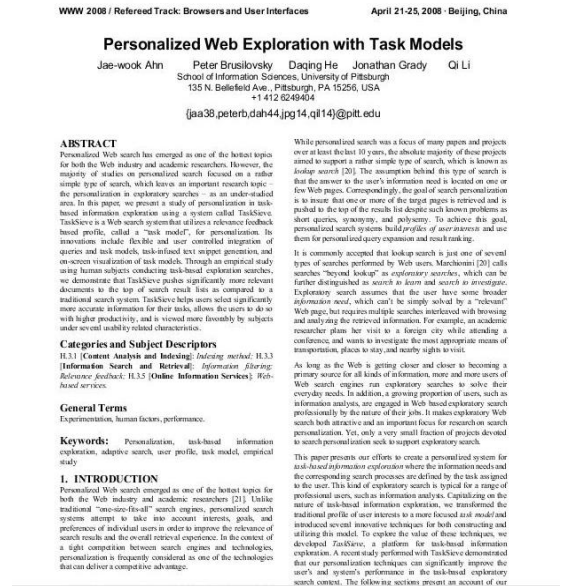 WWW 2008 / Refereed Track: Browsers and User Interfaces
April 21-25, 2008 · Beijing, China
Personalized Web Exploration with Task Models
Jae-wook Ahn Peter Brusilovsky Daqing He Jonathan Grady Qi Li
School of Information Sciences, University of Pittsburgh
135 N. Bellefield Ave., Pittsburgh, PA 15256, USA
+1 412 6249404
{jaa38,peterb,dah44,jpg14,qil14}@pitt.edu
ABSTRACT
Personalized Web search has emerged as one of the hottest topics
for both the Web industry and academic researchers. However, the
majority of studies on personalized search focused on a rather
simple type of search, which leaves an important research topic –
the personalization in exploratory searches – as an under-studied
area. In this paper, we present a study of personalization in task-
based information exploration using a system called TaskSieve.
TaskSieve is a Web search system that utilizes a relevance feedback
based profile, called a "task model", for personalization. Its
innovations include flexible and user controlled integration of
queries and task models, task-infused text snippet generation, and
on-screen visualization of task models. Through an empirical study
using human subjects conducting task-based exploration searches,
we demonstrate that TaskSieve pushes significantly more relevant
documents to the top of search result lists as compared to a
traditional search system. TaskSieve helps users select significantly
more accurate information for their tasks, allows the users to do so
with higher productivity, and is viewed more favorably by subjects
under several usability related characteristics.
Categories and Subject Descriptors
H.3.1 [Content Analysis and Indexing]: Indexing method; H.3.3
[Information Search and Retrieval]: Information filtering;
Relevance feedback; H.3.5 [Online Information Services]; Web-
based services.
General Terms
Experimentation, human factors, performance.
Keywords: Personalization, task-based information
exploration, adaptive search, user profile, task model, empirical
study
1. INTRODUCTION
Personalized Web search emerged as one of the hottest topics for
both the Web industry and academic researchers [21]. Unlike
traditional "one-size-fits-all" search engines, personalized search
systems attempt to take into account interests, goals, and
preferences of individual users in order to improve the relevance of
search results and the overall retrieval experience. In the context of
a tight competition between search engines and technologies,
personalization is frequently considered as one of the technologies
that can deliver a competitive advantage.
While personalized search was a focus of many papers and projects
over at least the last 10 years, the absolute majority of these projects
aimed to support a rather simple type of search, which is known as
lookup search [20]. The assumption behind this type of search is
that the answer to the user's information need is located on one or
few Web pages. Correspondingly, the goal of search personalization
is to insure that one or more of the target pages is retrieved and is
pushed to the top of the results list despite such known problems as
short queries, synonymy, and polysemy. To achieve this goal,
personalized search systems build profiles of user interests and use
them for personalized query expansion and result ranking.
It is commonly accepted that lookup search is just one of several
types of searches performed by Web users. Marchionini [20] calls
searches "beyond lookup" as exploratory searches, which can be
further distinguished as search to learn and search to investigate.
Exploratory search assumes that the user have some broader
information need, which can't be simply solved by a "relevant"
Web page, but requires multiple searches interleaved with browsing
and analyzing the retrieved information. For example, an academic
researcher plans her visit to a foreign city while attending a
conference, and wants to investigate the most appropriate means of
transportation, places to stay, and nearby sights to visit.
As long as the Web is getting closer and closer to becoming a
primary source for all kinds of information, more and more users of
Web search engines run exploratory searches to solve their
everyday needs. In addition, a growing proportion of users, such as
information analysts, are engaged in Web based exploratory search
professionally by the nature of their jobs. It makes exploratory Web
search both attractive and an important focus for research on search
personalization. Yet, only a very small fraction of projects devoted
to search personalization seek to support exploratory search.
This paper presents our efforts to create a personalized system for
task-based information exploration where the information needs and
the corresponding search processes are defined by the task assigned
to the user. This kind of exploratory search is typical for a range of
professional users, such as information analysts. Capitalizing on the
nature of task-based information exploration, we transformed the
traditional profile of user interests to a more focused task model and
introduced several innovative techniques for both constructing and
utilizing this model. To explore the value of these techniques, we
developed TaskSieve, a platform for task-based information
exploration. A recent study performed with TaskSieve demonstrated
that our personalization techniques can significantly improve the
user's and system's performance in the task-based exploratory
search context. The following sections present an account of our